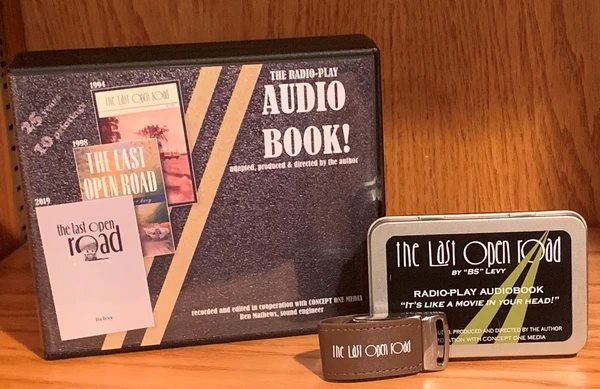 THE RADIO-PLAY
AUDIO
BOOK!
adapted, produced & directed by the author
25 years
10 printings
1994
THE LAST OPEN ROAD
1998
THE LAST
OPEN ROAD
2019
the last open
road
BS Levy
recorded and edited in cooperation with CONCEPT ONE MEDIA
Ben Mathews, sound engineer
the Last Open Road
BY "BS" LEVY
RADIO-PLAY AUDIOBOOK
"IT'S LIKE A MOVIE IN YOUR HEAD!"
PRODUCED AND DIRECTED BY THE AUTHOR
WITH CONCEPT ONE MEDIA
the Last Open Road